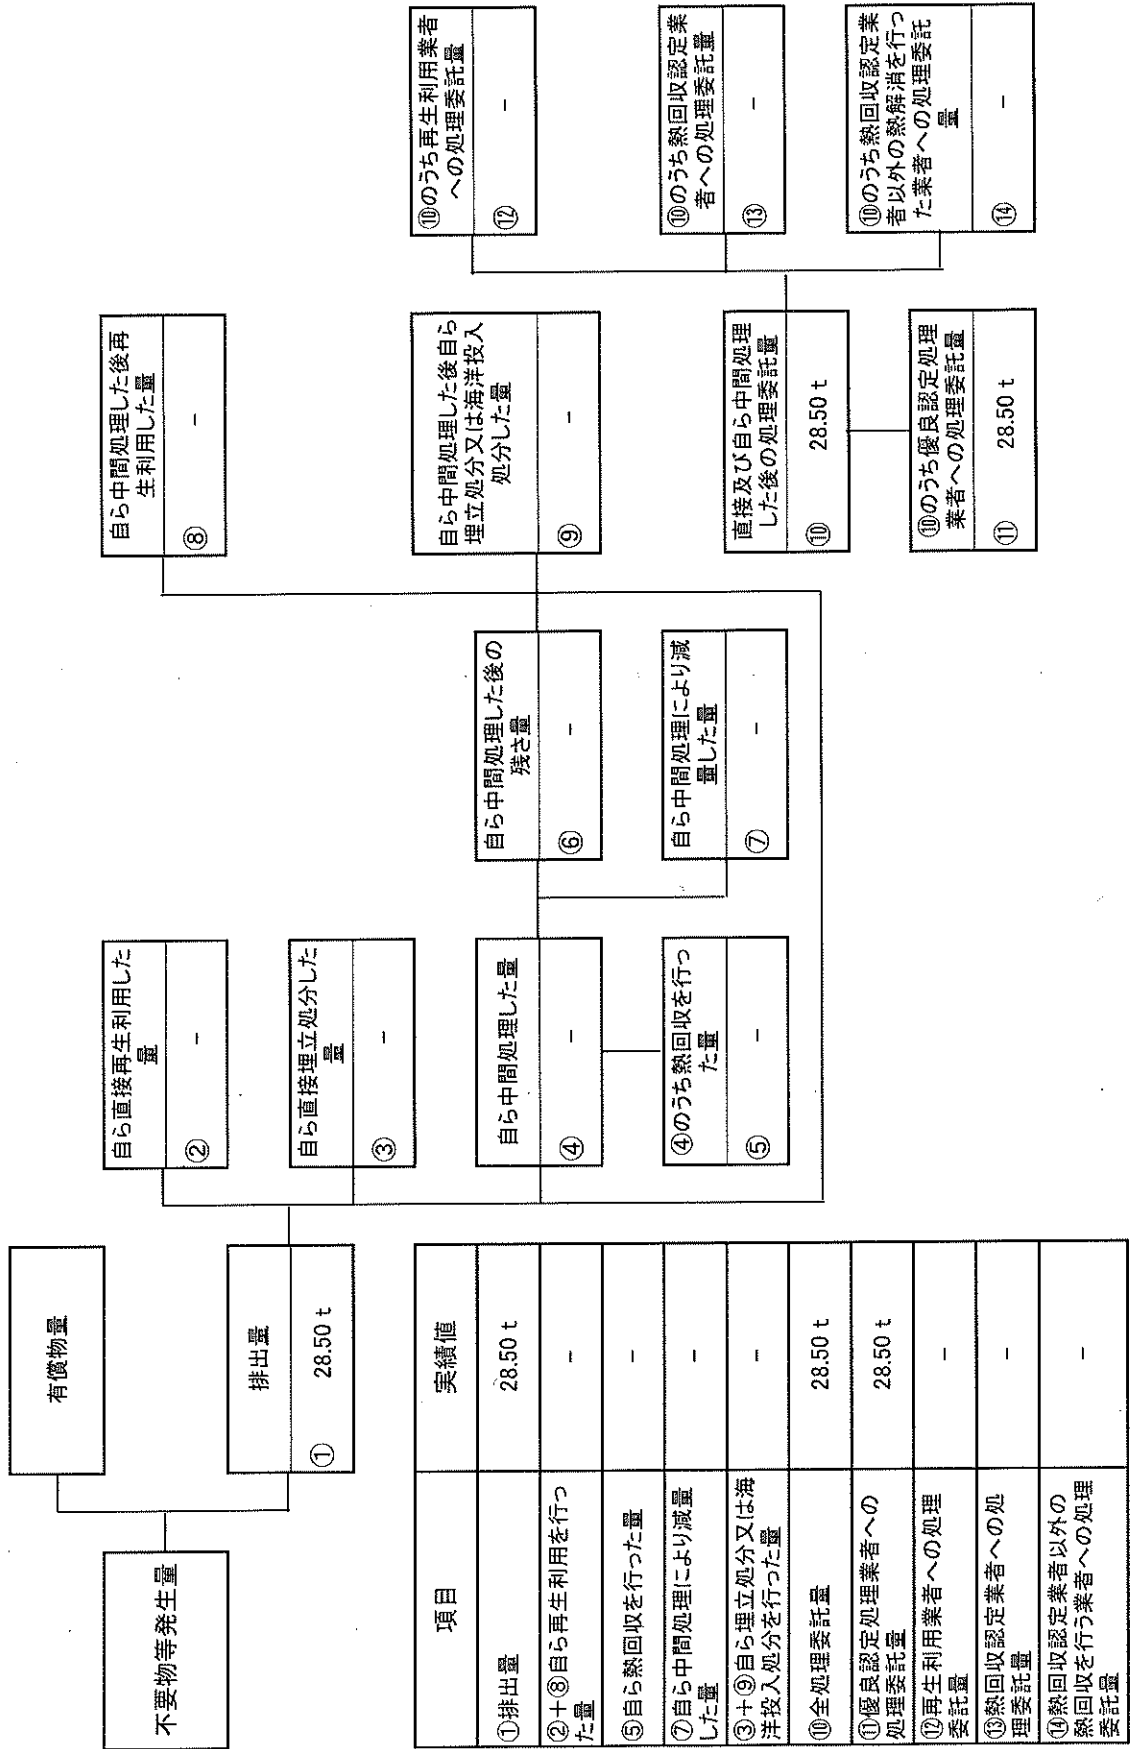 不要物等発生量
有償物量
排出量
① 28.50 t
自ら直接再生利用した
量
② -
自ら直接埋立処分した
量
③ -
自ら中間処理した量
④ -
④のうち熱回収を行っ
た量
⑤ -
自ら中間処理した後の
残さ量
⑥ -
自ら中間処理により減
量した量
⑦ -
自ら中間処理した後再
生利用した量
⑧ -
自ら中間処理した後自ら
埋立処分又は海洋投入
処分した量
⑨ -
直接及び自ら中間処理
した後の処理委託量
⑩ 28.50 t
⑩のうち優良認定処理
業者への処理委託量
⑪ 28.50 t
⑩のうち再生利用業者
への処理委託量
⑫ -
⑩のうち熱回収認定業
者への処理委託量
⑬ -
⑩のうち熱回収認定業
者以外の熱解消を行っ
た業者への処理委託
量
⑭ -
項目 実績値
①排出量 28.50 t
②+⑧自ら再生利用を行っ
た量 -
⑤自ら熱回収を行った量 -
⑦自ら中間処理により減量
した量 -
③+⑨自ら埋立処分又は海
洋投入処分を行った量 -
⑩全処理委託量 28.50 t
⑪優良認定処理業者への
処理委託量 28.50 t
⑫再生利用業者への処理
委託量 -
⑬熱回収認定業者への処
理委託量 -
⑭熱回収認定業者以外の
熱回収を行う業者への処理
委託量 -